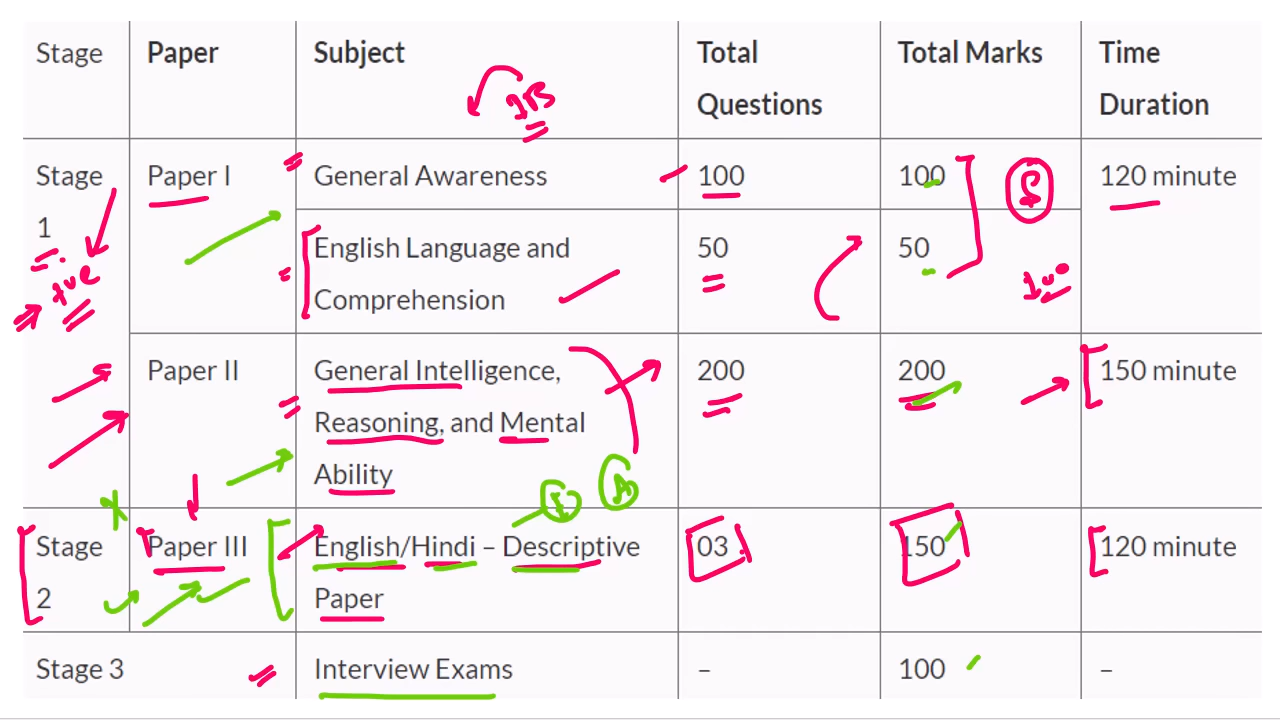 Stage Paper Subject Total Questions Total Marks Time Duration
Stage 1 Paper I General Awareness 100 100 120 minute
English Language and Comprehension 50 50
Paper II General Intelligence, Reasoning, and Mental Ability 200 200 150 minute
Stage 2 Paper III English/Hindi – Descriptive Paper 03 150 120 minute
Stage 3 Interview Exams – 100 –